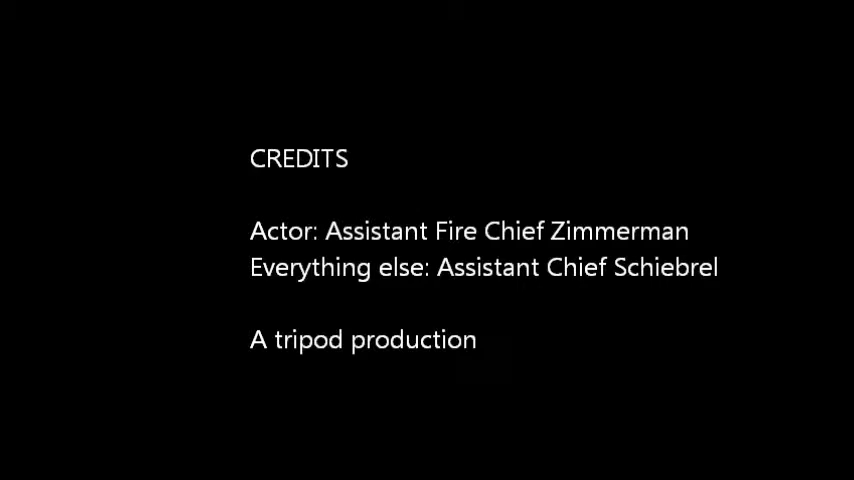 CREDITS
Actor: Assistant Fire Chief Zimmerman
Everything else: Assistant Chief Schiebrel
A tripod production